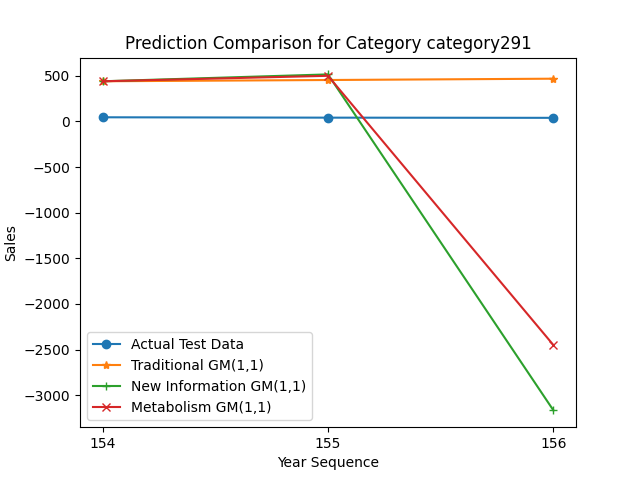 Prediction Comparison for Category category291
500
0
−500
−1000
−1500
−2000
−2500
−3000
Sales
Actual Test Data
Traditional GM(1,1)
New Information GM(1,1)
Metabolism GM(1,1)
154 155 156
Year Sequence